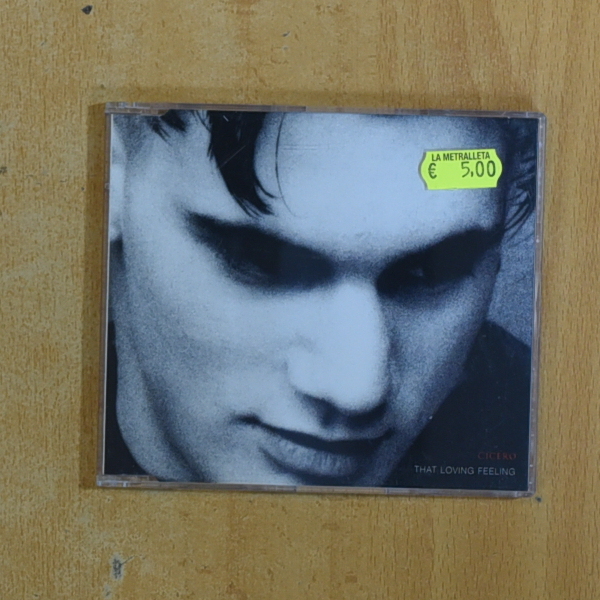 LA METRALLETA
€ 5,00
CICERO
THAT LOVING FEELING